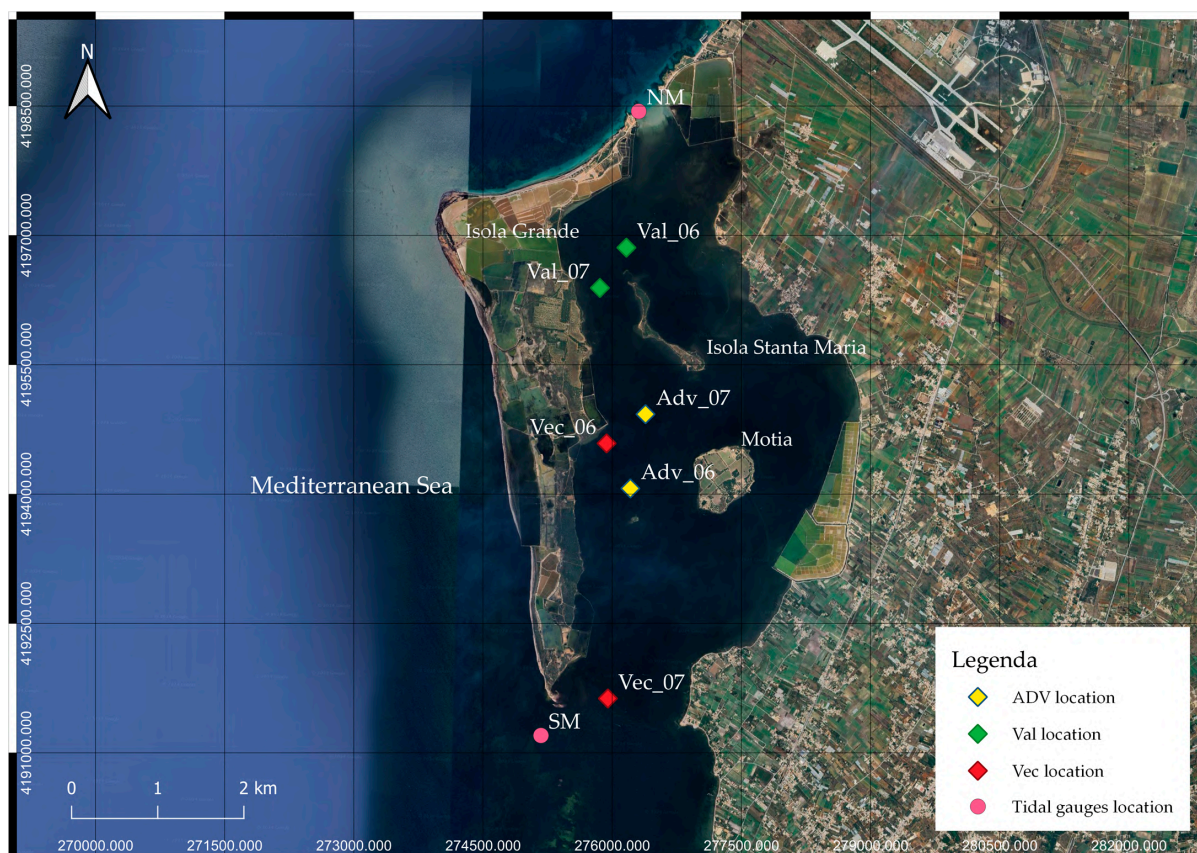 N
NM
Isola Grande
Val_06
Val_07
Isola Stanta Maria
Adv_07
Vec_06
Motia
Adv_06
Mediterranean Sea
Vec_07
SM
Legenda
ADV location
Val location
Vec location
Tidal gauges location
0 1 2 km
4198500.000
4197000.000
4195500.000
4194000.000
4192500.000
4191000.000
270000.000 271500.000 273000.000 274500.000 276000.000 277500.000 279000.000 280500.000 282000.000